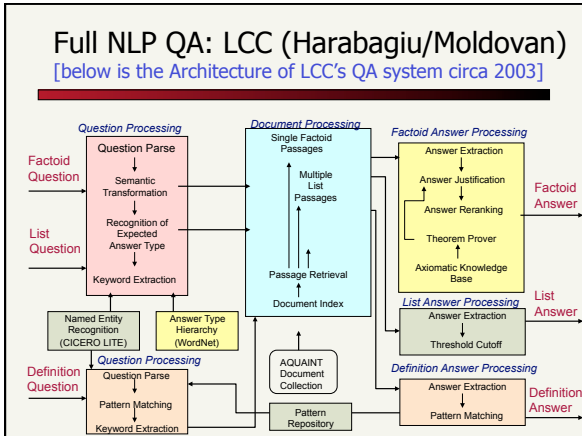 Full NLP QA: LCC (Harabagiu/Moldovan)
[below is the Architecture of LCC's QA system circa 2003]
Question Processing
Factoid
Question
List
Question
Question Parse
Semantic
Transformation
Recognition of
Expected
Answer Type
Keyword Extraction
Named Entity
Recognition
(CICERO LITE)
Answer Type
Hierarchy
(WordNet)
Question Processing
Definition
Question
Question Parse
Pattern Matching
Keyword Extraction
Document Processing
Single Factoid
Passages
Multiple
List
Passages
Passage Retrieval
Document Index
AQUAINT
Document
Collection
Pattern
Repository
Factoid Answer Processing
Answer Extraction
Answer Justification
Answer Reranking
Theorem Prover
Axiomatic Knowledge
Base
Factoid
Answer
List Answer Processing
Answer Extraction
Threshold Cutoff
List
Answer
Definition Answer Processing
Answer Extraction
Pattern Matching
Definition
Answer